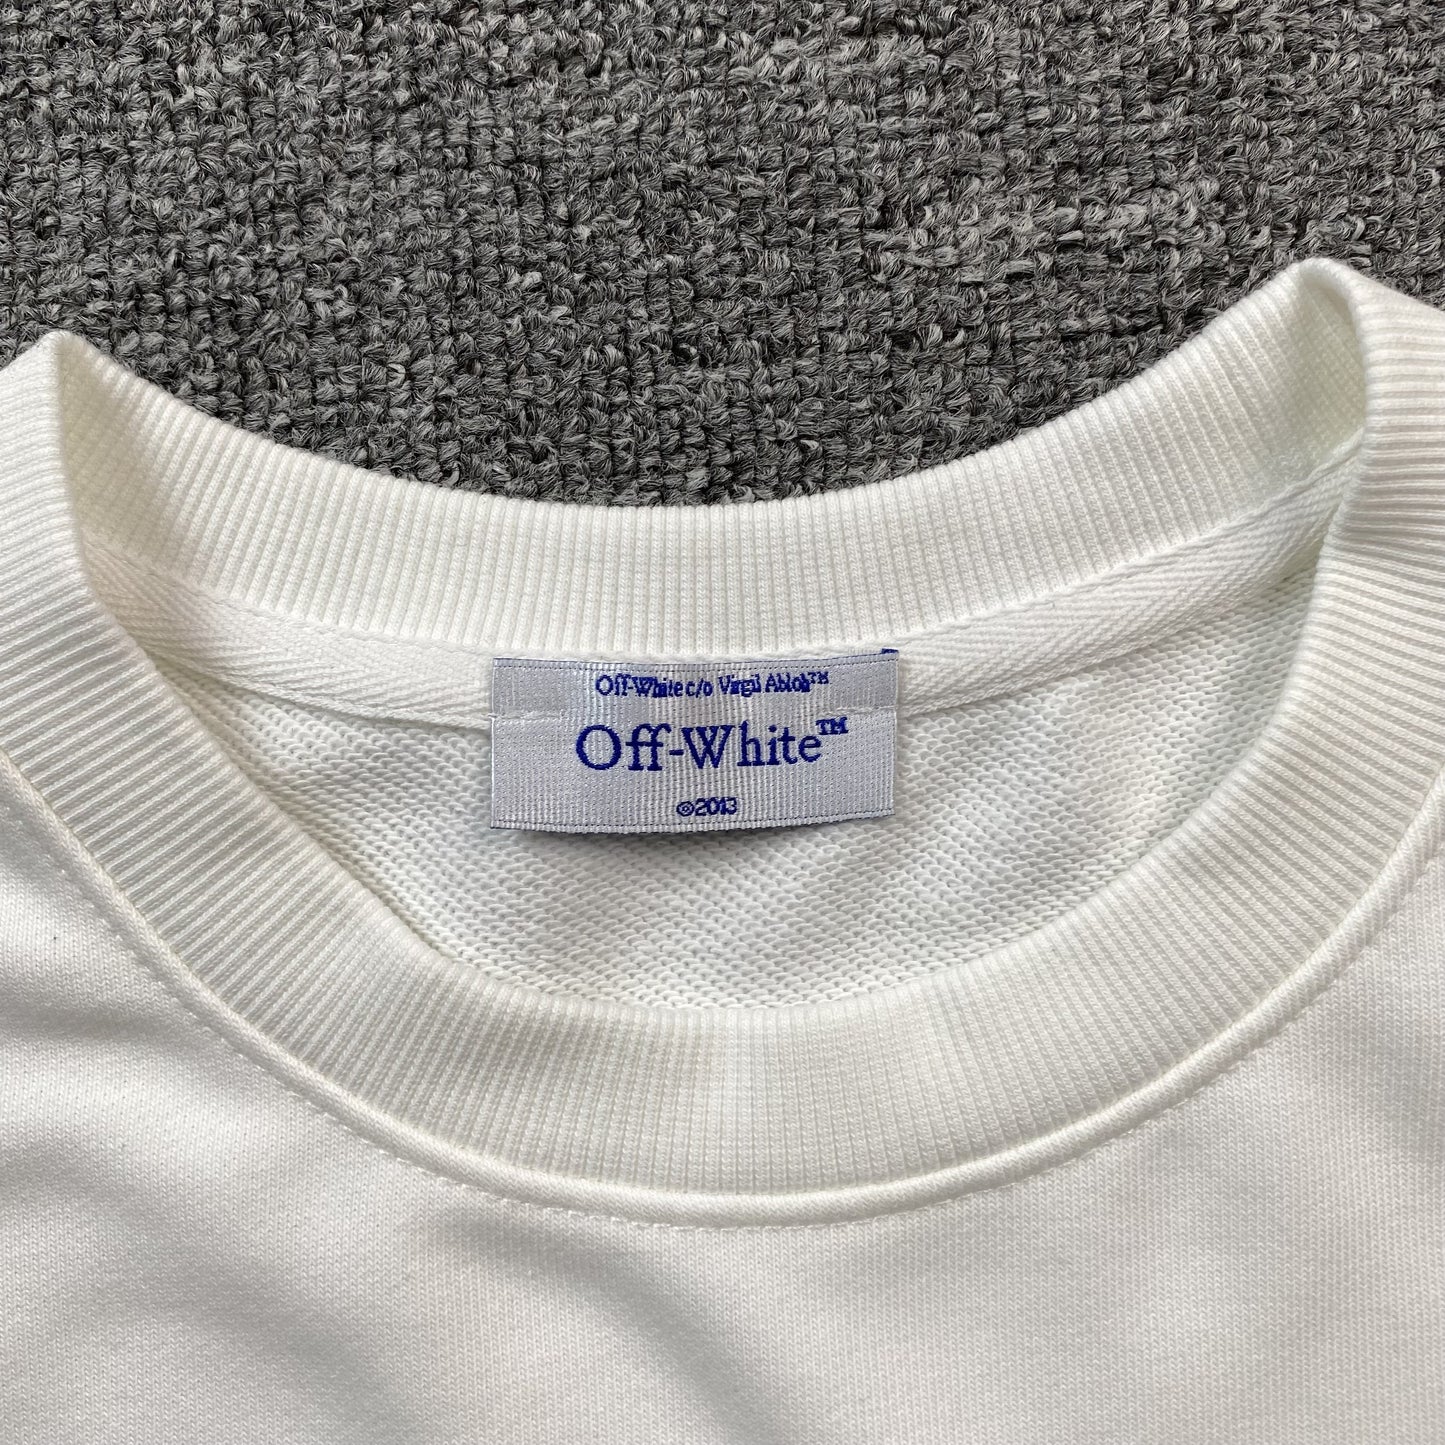 Off-White c/o Virgil Abloh™
Off-White™
©2013